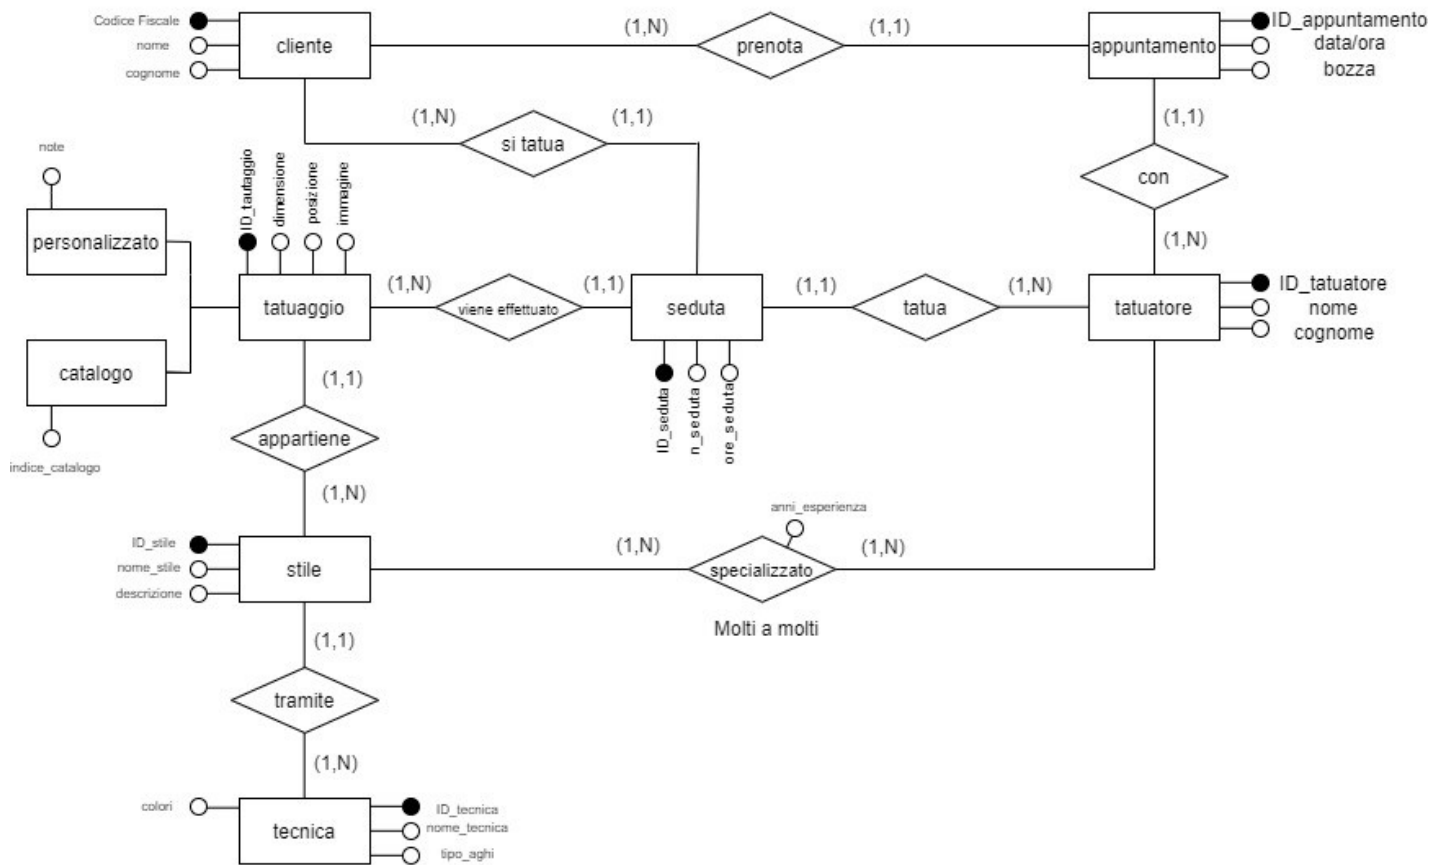 Codice Fiscale
nome
cognome
cliente
(1,N)
prenota
(1,1)
appuntamento
ID_appuntamento
data/ora
bozza
(1,N)
si tatua
(1,1)
(1,1)
con
(1,N)
note
personalizzato
catalogo
indice_catalogo
ID_tautaggio
dimensione
posizione
immagine
tatuaggio
(1,N)
viene effettuato
(1,1)
seduta
ID_seduta
n_seduta
ore_seduta
(1,1)
tatua
(1,N)
tatuatore
ID_tatuatore
nome
cognome
(1,1)
appartiene
(1,N)
ID_stile
nome_stile
descrizione
stile
(1,N)
anni_esperienza
specializzato
(1,N)
Molti a molti
(1,1)
tramite
(1,N)
colori
tecnica
ID_tecnica
nome_tecnica
tipo_aghi